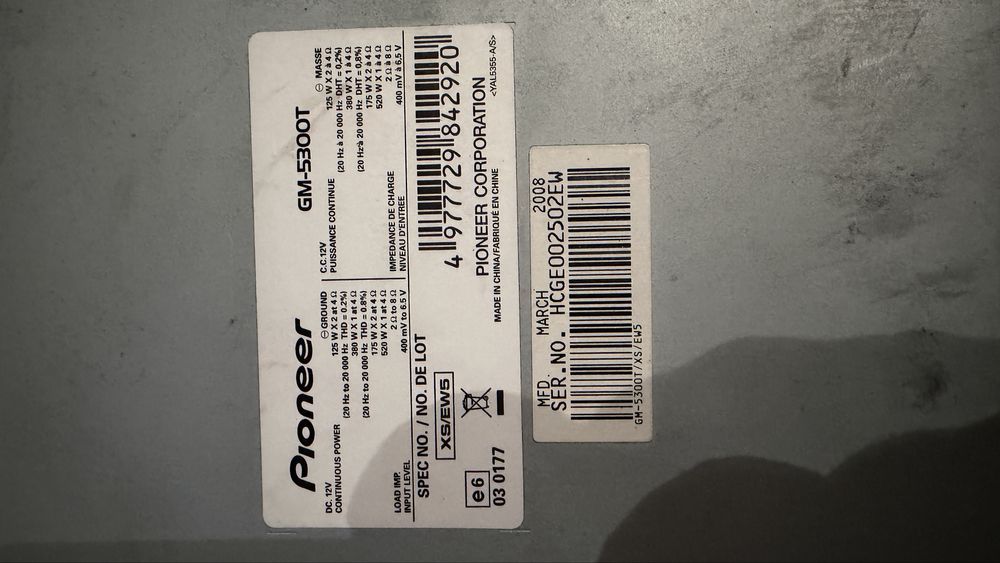 Pioneer GM-5300T
DC. 12V ⊖GROUND
CONTINUOUS POWER 125 W X 2 at 4 Ω
(20 Hz to 20 000 Hz THD = 0.2%)
380 W X 1 at 4 Ω
(20 Hz to 20 000 Hz THD = 0.8%)
175 W X 2 at 4 Ω
520 W X 1 at 4 Ω
LOAD IMP. 2 Ω to 8 Ω
INPUT LEVEL 400 mV to 6.5 V
C.C.12V ⊖ MASSE
PUISSANCE CONTINUE 125 W X 2 à 4 Ω
(20 Hz à 20 000 Hz DHT = 0,2%)
380 W X 1 à 4 Ω
(20 Hz à 20 000 Hz DHT = 0,8%)
175 W X 2 à 4 Ω
520 W X 1 à 4 Ω
IMPEDANCE DE CHARGE 2 Ω à 8 Ω
NIVEAU D'ENTREE 400 mV à 6,5 V
SPEC NO. / NO. DE LOT
XS/EW5
4 977729 842920
e6
03 0177
PIONEER CORPORATION
MADE IN CHINA/FABRIQUÉ EN CHINE
<YAL5355-A/S>
MFD. MARCH 2008
SER.NO. HCGE002502EW
GM-5300T/XS/EW5